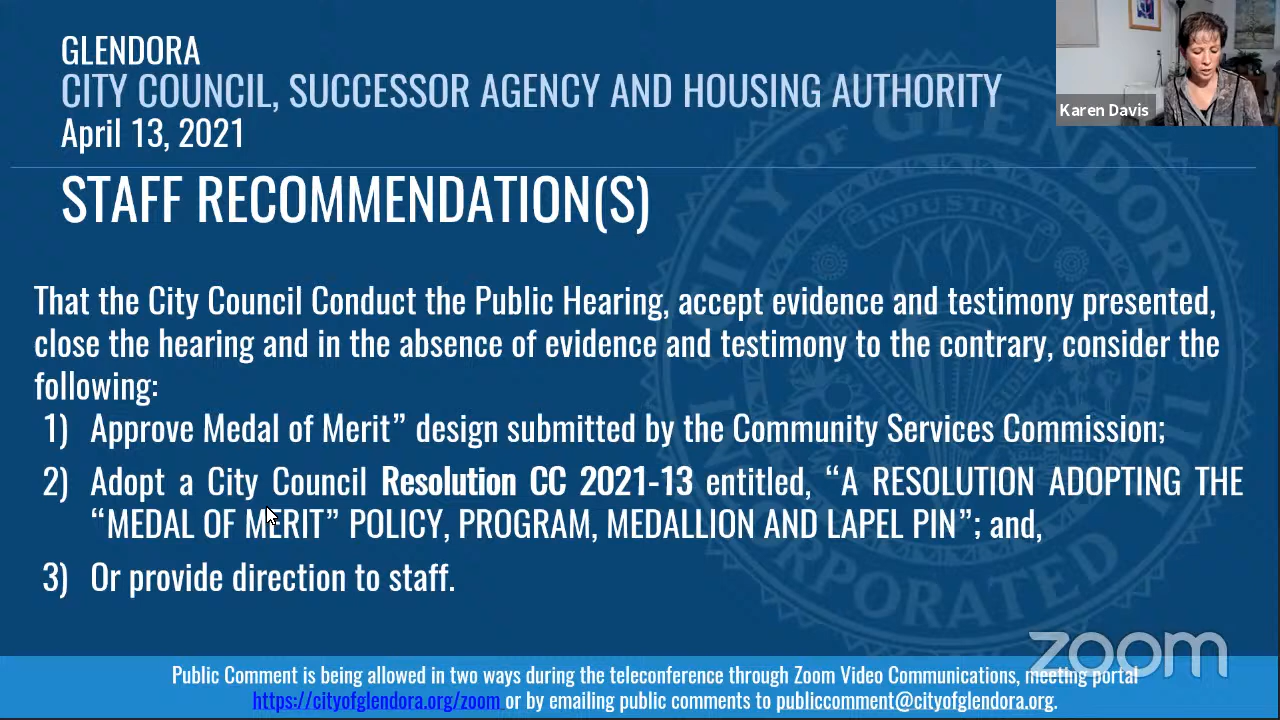 GLENDORA
CITY COUNCIL, SUCCESSOR AGENCY AND HOUSING AUTHORITY
April 13, 2021
Karen Davis
STAFF RECOMMENDATION(S)
CITY OF GLENDORA
INDUSTRY
That the City Council Conduct the Public Hearing, accept evidence and testimony presented,
close the hearing and in the absence of evidence and testimony to the contrary, consider the
following:
1) Approve Medal of Merit” design submitted by the Community Services Commission;
2) Adopt a City Council Resolution CC 2021-13 entitled, “A RESOLUTION ADOPTING THE
“MEDAL OF MERIT” POLICY, PROGRAM, MEDALLION AND LAPEL PIN”; and,
3) Or provide direction to staff.
zoom
Public Comment is being allowed in two ways during the teleconference through Zoom Video Communications, meeting portal
https://cityofglendora.org/zoom or by emailing public comments to publiccomment@cityofglendora.org.